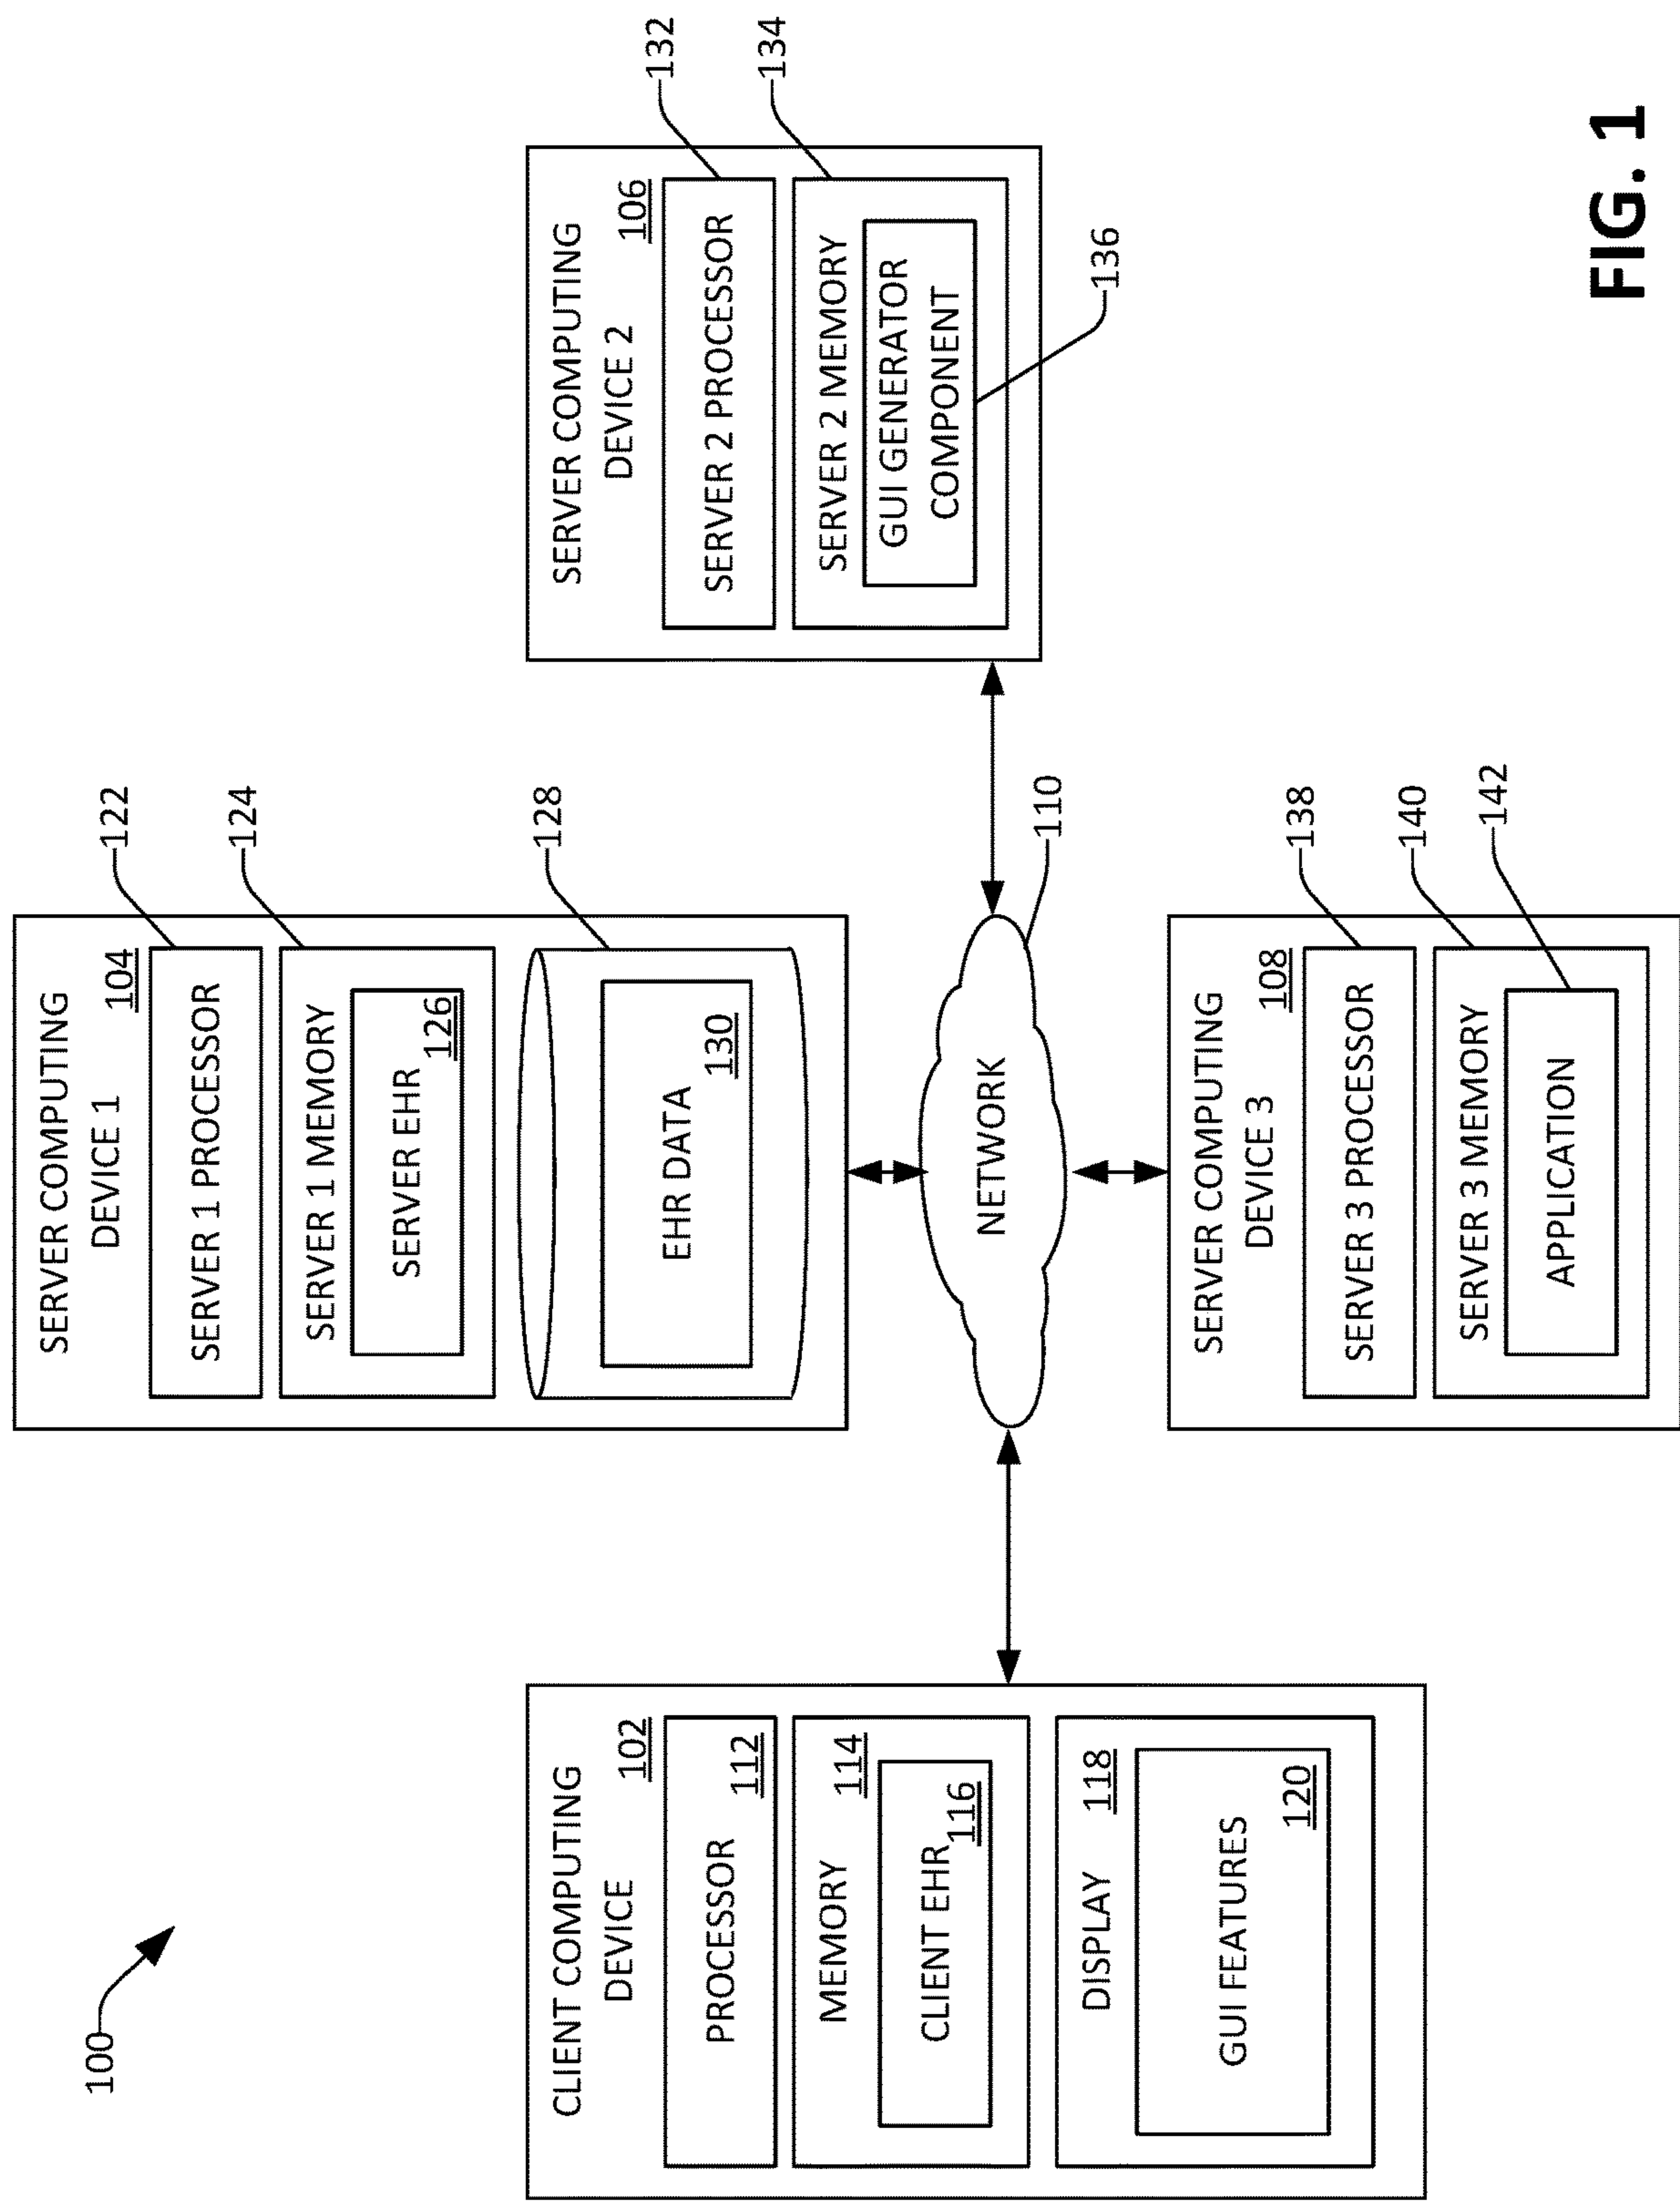 100
CLIENT COMPUTING
DEVICE
102
PROCESSOR
112
MEMORY
114
CLIENT EHR
116
DISPLAY
118
GUI FEATURES
120
SERVER COMPUTING
DEVICE 1
104
SERVER 1 PROCESSOR
122
SERVER 1 MEMORY
124
SERVER EHR
126
128
EHR DATA
130
NETWORK
110
SERVER COMPUTING
DEVICE 3
108
SERVER 3 PROCESSOR
138
SERVER 3 MEMORY
140
APPLICATION
142
SERVER COMPUTING
DEVICE 2
106
SERVER 2 PROCESSOR
132
SERVER 2 MEMORY
134
GUI GENERATOR
COMPONENT
136
FIG. 1